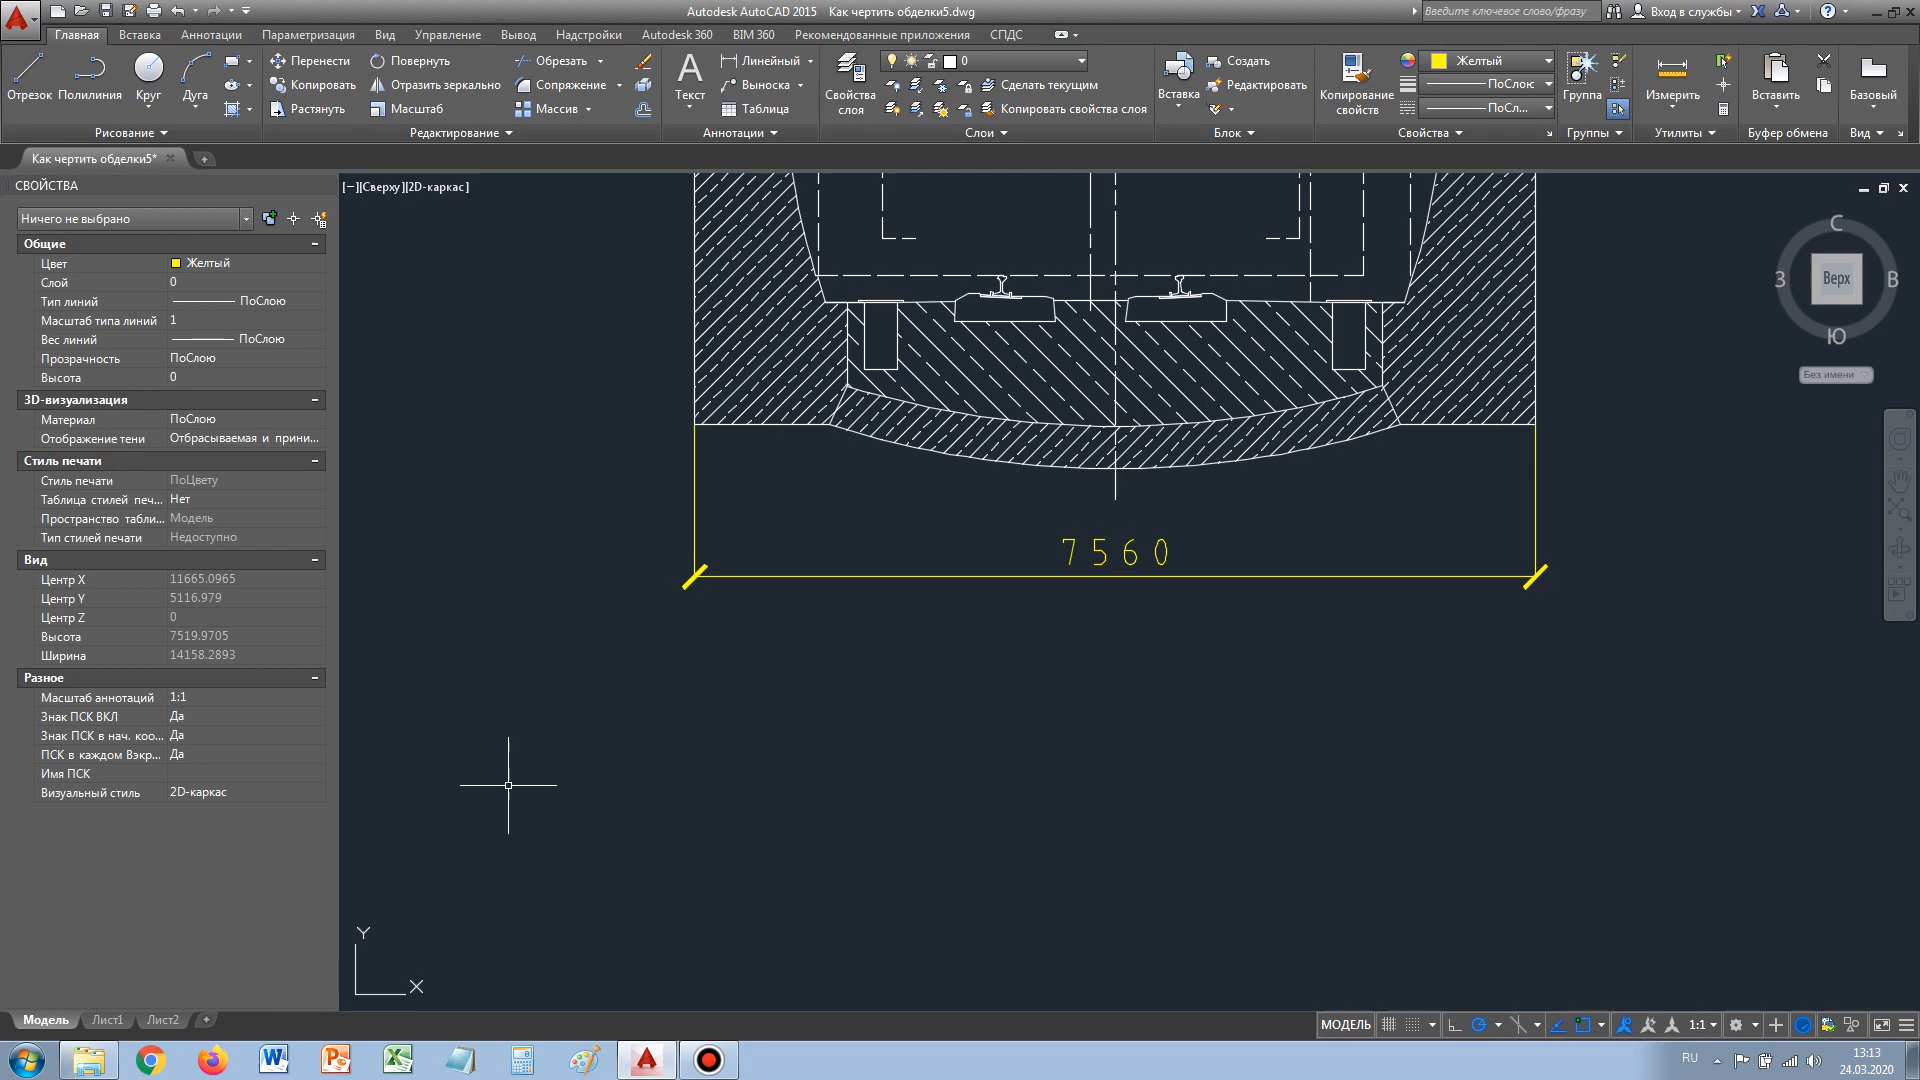 Autodesk AutoCAD 2015 Как чертить обделки5.dwg
Введите ключевое слово/фразу
Вход в службы
Главная Вставка Аннотации Параметризация Вид Управление Вывод Надстройки Autodesk 360 BIM 360 Рекомендованные приложения СПДС
Отрезок Полилиния Круг Дуга
Рисование
Перенести Повернуть Обрезать
Копировать Отразить зеркально Сопряжение
Растянуть Масштаб Массив
Редактирование
Текст
Линейный
Выноска
Таблица
Аннотации
Свойства слоя
0
Сделать текущим
Копировать свойства слоя
Слои
Вставка
Создать
Редактировать
Блок
Копирование свойств
Желтый
ПоСлою
ПоСл...
Свойства
Группа
Группы
Измерить
Утилиты
Вставить
Буфер обмена
Базовый
Вид
Как чертить обделки5*
СВОЙСТВА
Ничего не выбрано
Общие
Цвет Желтый
Слой 0
Тип линий ПоСлою
Масштаб типа линий 1
Вес линий ПоСлою
Прозрачность ПоСлою
Высота 0
3D-визуализация
Материал ПоСлою
Отображение тени Отбрасываемая и прини...
Стиль печати
Стиль печати ПоЦвету
Таблица стилей печ... Нет
Пространство табли... Модель
Тип стилей печати Недоступно
Вид
Центр X 11665.0965
Центр Y 5116.979
Центр Z 0
Высота 7519.9705
Ширина 14158.2893
Разное
Масштаб аннотаций 1:1
Знак ПСК ВКЛ Да
Знак ПСК в нач. коо... Да
ПСК в каждом Вэкр... Да
Имя ПСК
Визуальный стиль 2D-каркас
[−][Сверху][2D-каркас]
С
З Верх В
Ю
Без имени
7560
Y
X
Модель Лист1 Лист2
МОДЕЛЬ 1:1
RU
13:13
24.03.2020